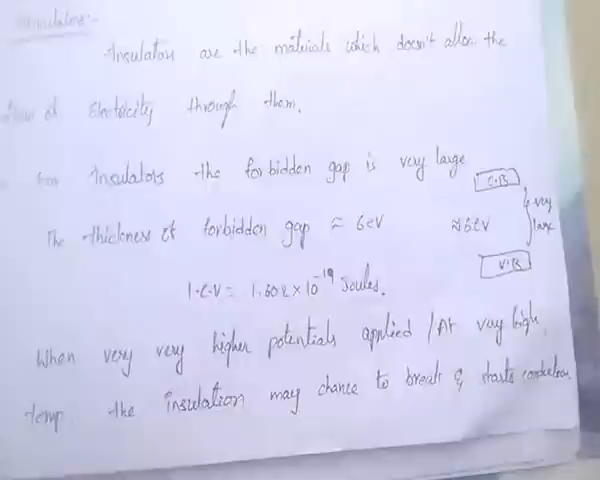 Insulators:-
Insulators are the materials which doesn't allow the
flow of Electricity through them.
For Insulators the forbidden gap is very large
C.B
The thickness of forbidden gap ≈ 6eV
≈6eV
very
large
V.B
1.e.V = 1.602×10⁻¹⁹ Joules.
When very very higher potentials applied /At very high
temp. the insulation may chance to break & starts conduction.